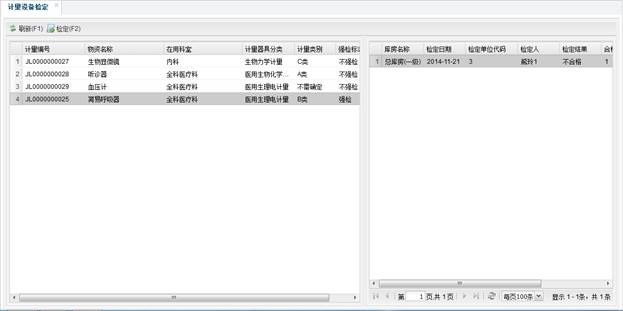 计量设备检定
刷新(F1) 检定(F2)
计量编号 物资名称 在用科室 计量器具分类 计量类别 强检标志
1 JL0000000027 生物显微镜 内科 生物力学计量 C类 不强检
2 JL0000000028 听诊器 全科医疗科 医用生物化学... A类 不强检
3 JL0000000029 血压计 全科医疗科 医用生理电计量 不需确定 不强检
4 JL0000000025 简易呼吸器 全科医疗科 医用生理电计量 B类 强检
库房名称 检定日期 检定单位代码 检定人 检定结果 合格
1 总库房(一级) 2014-11-21 3 戴玲1 不合格 1
第 1 页,共 1 页 每页100条 显示 1 - 1条，共 1 条